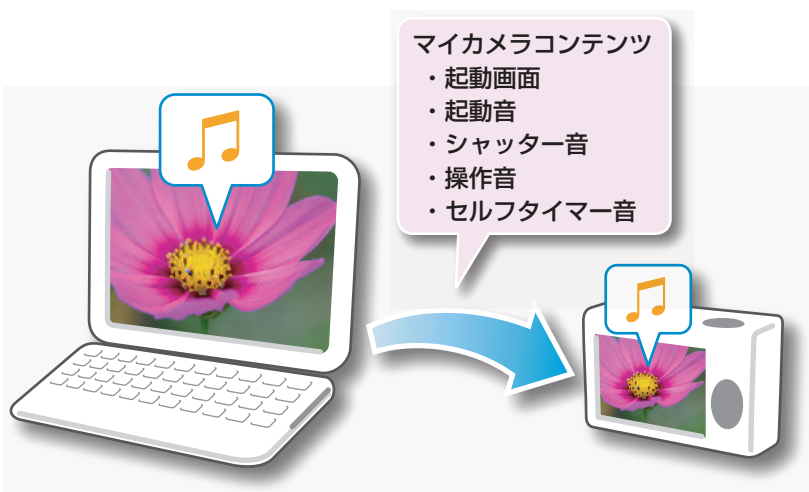 マイカメラコンテンツ
・起動画面
・起動音
・シャッター音
・操作音
・セルフタイマー音